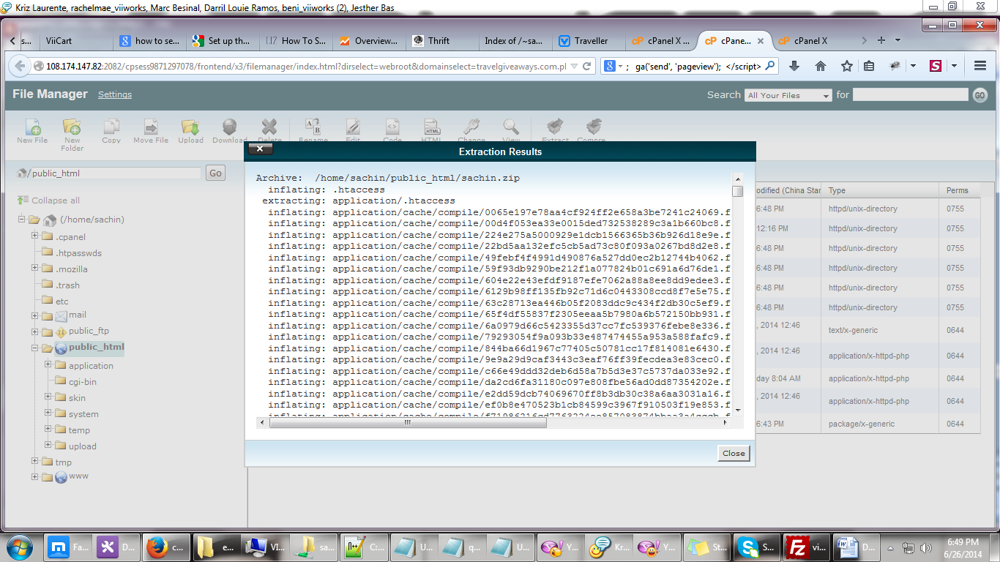 Kriz Laurente, rachelmae_viiworks, Marc Besinal, Darril Louie Ramos, beni_viiworks (2), Jesther Bas
s...
ViiCart
how to se...
Set up th...
How To S...
Overview...
Thrift
Index of /~sa...
Traveller
cPanel X ...
cPane...
cPanel X
108.174.147.82:2082/cpsess9871297078/frontend/x3/filemanager/index.html?dirselect=webroot&domainselect=travelgiveaways.com.pl
; ga('send', 'pageview'); </script>
File Manager Settings
Search All Your Files for GO
New File
New Folder
Copy
Move File
Upload
Download
Delete
Rename
Edit
Code
HTML
Change
View
Extract
Compre
/public_html Go
Collapse all
(/home/sachin)
.cpanel
.htpasswds
.mozilla
.trash
etc
mail
public_ftp
public_html
application
cgi-bin
skin
system
temp
upload
tmp
www
Extraction Results
Archive: /home/sachin/public_html/sachin.zip
inflating: .htaccess
extracting: application/.htaccess
inflating: application/cache/compile/0065e197e78aa4cf924ff2e658a3be7241c24069.f
inflating: application/cache/compile/00d4f053ea33e0015ded732538289c3a1b660bc8.f
inflating: application/cache/compile/224e275a5000929e1dcb1566365b36b926d18e9e.f
inflating: application/cache/compile/22bd5aa132efc5cb5ad73c80f093a0267bd8d2e8.f
inflating: application/cache/compile/49febf4f4991d490876a527dd0ec2b12744b4062.f
inflating: application/cache/compile/59f93db9290be212f1a077824b01c691a6d76de1.f
inflating: application/cache/compile/604e22e43efdf9187efe7062a88a8ee8dd9edee3.f
inflating: application/cache/compile/6129b98ff135fb92c71d6c0443308ccd8f7e5e75.f
inflating: application/cache/compile/63c28713ea446b05f2083ddc9c434f2db30c5ef9.f
inflating: application/cache/compile/65f4df55837f2305eeaa5b7980a6b572150bb931.f
inflating: application/cache/compile/6a0979d66c5423355d37cc7fc539376febe8e336.f
inflating: application/cache/compile/79293054f9a093b33e487474455a953a588fafc9.f
inflating: application/cache/compile/844ba66d1967c77405c50781cc17f814081e6430.f
inflating: application/cache/compile/9e9a29d9caf3443c3eaf76ff39fecdea3e83cec0.f
inflating: application/cache/compile/c66e49ddd32deb6d58a7b5d3e37c5737da033e92.f
inflating: application/cache/compile/da2cd6fa31180c097e808fbe56ad0dd87354202e.f
inflating: application/cache/compile/e2dd59dcb74069670ff8b3db30c38a6aa3031a16.f
inflating: application/cache/compile/ef0b8e470523b1cb84599c3967f910503f19e853.f
Close
odified (China Star Type Perms
6:48 PM httpd/unix-directory 0755
12:16 PM httpd/unix-directory 0755
6:48 PM httpd/unix-directory 0755
6:48 PM httpd/unix-directory 0755
6:48 PM httpd/unix-directory 0755
6:48 PM httpd/unix-directory 0755
, 2014 12:46 text/x-generic 0644
, 2014 12:46 application/x-httpd-php 0644
day 8:04 AM application/x-httpd-php 0644
, 2014 12:46 application/x-httpd-php 0644
6:43 PM package/x-generic 0644
Fa...
D...
c...
e...
VI...
sa...
C:...
U...
q...
U...
Y...
Kr...
Y...
St...
S...
vi...
D...
6:49 PM
6/26/2014